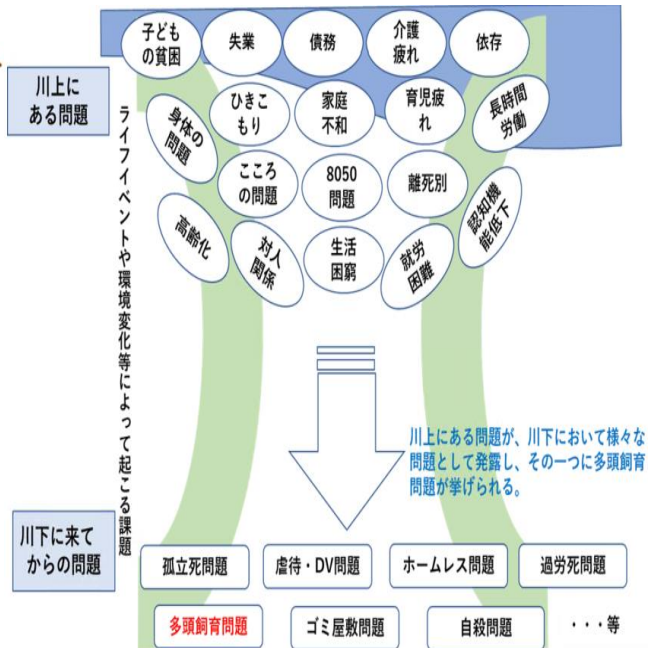 子ども
の貧困
失業
債務
介護
疲れ
依存
川上に
ある問題
身体の
問題
ひきこ
もり
家庭
不和
育児疲
れ
長時間
労働
こころ
の問題
8050
問題
離死別
認知機
能低下
高齢化
対人
関係
生活
困窮
就労
困難
ライフイベントや環境変化等によって起こる課題
川上にある問題が、川下において様々な
問題として発露し、その一つに多頭飼育
問題が挙げられる。
川下に来て
からの問題
孤立死問題
虐待・DV問題
ホームレス問題
過労死問題
多頭飼育問題
ゴミ屋敷問題
自殺問題
・・・等